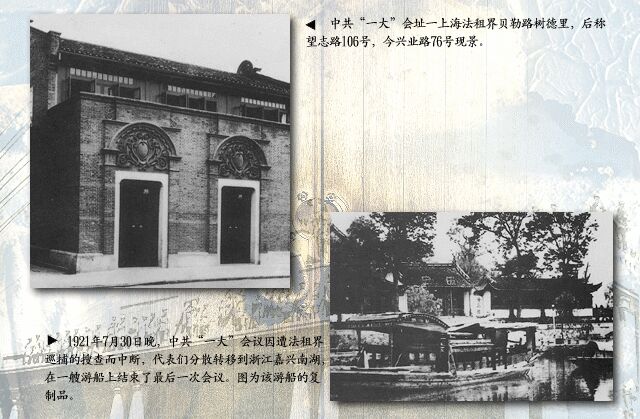 ◀ 中共“一大”会址—上海法租界贝勒路树德里，后称
望志路106号，今兴业路76号现景。
▶ 1921年7月30日晚，中共“一大”会议因遭法租界
巡捕的搜查而中断，代表们分散转移到浙江嘉兴南湖，
在一艘游船上结束了最后一次会议。图为该游船的复
制品。